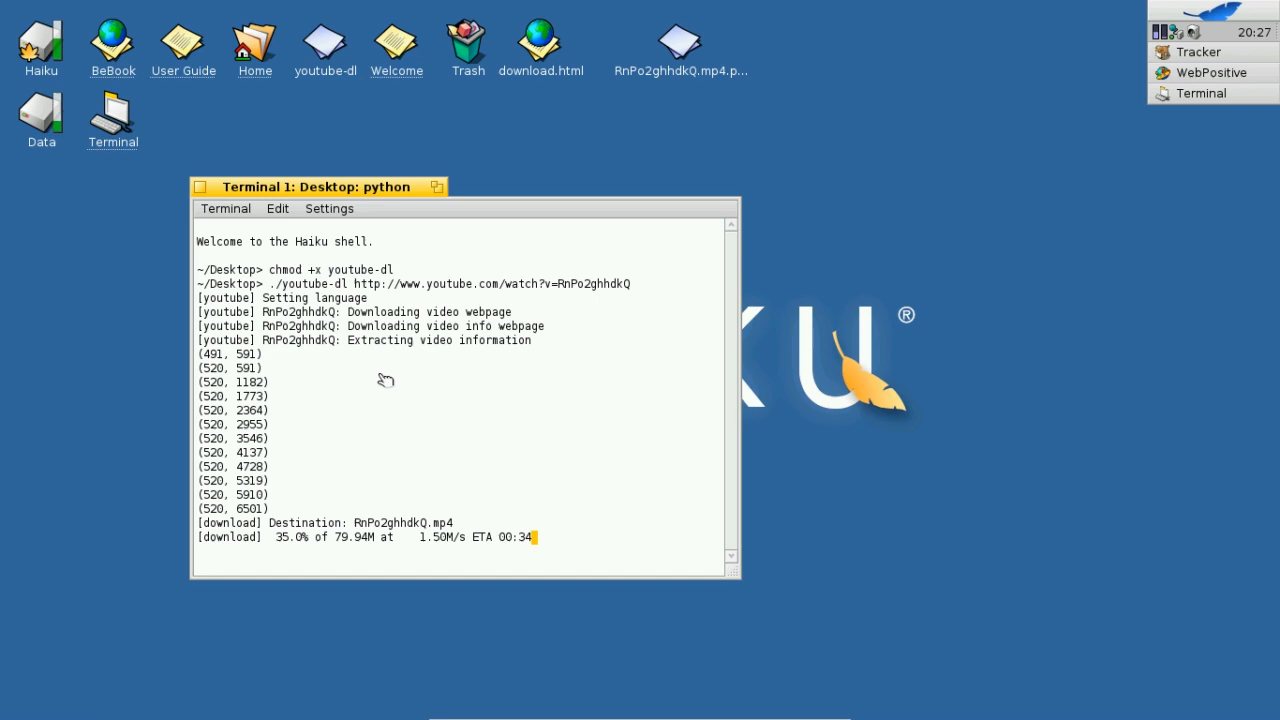 Haiku
BeBook
User Guide
Home
youtube-dl
Welcome
Trash
download.html
RnPo2ghhdkQ.mp4.p...
Data
Terminal
20:27
Tracker
WebPositive
Terminal
Terminal 1: Desktop: python
Terminal Edit Settings
Welcome to the Haiku shell.
~/Desktop> chmod +x youtube-dl
~/Desktop> ./youtube-dl http://www.youtube.com/watch?v=RnPo2ghhdkQ
[youtube] Setting language
[youtube] RnPo2ghhdkQ: Downloading video webpage
[youtube] RnPo2ghhdkQ: Downloading video info webpage
[youtube] RnPo2ghhdkQ: Extracting video information
(491, 591)
(520, 591)
(520, 1182)
(520, 1773)
(520, 2364)
(520, 2955)
(520, 3546)
(520, 4137)
(520, 4728)
(520, 5319)
(520, 5910)
(520, 6501)
[download] Destination: RnPo2ghhdkQ.mp4
[download] 35.0% of 79.94M at 1.50M/s ETA 00:34
KU®